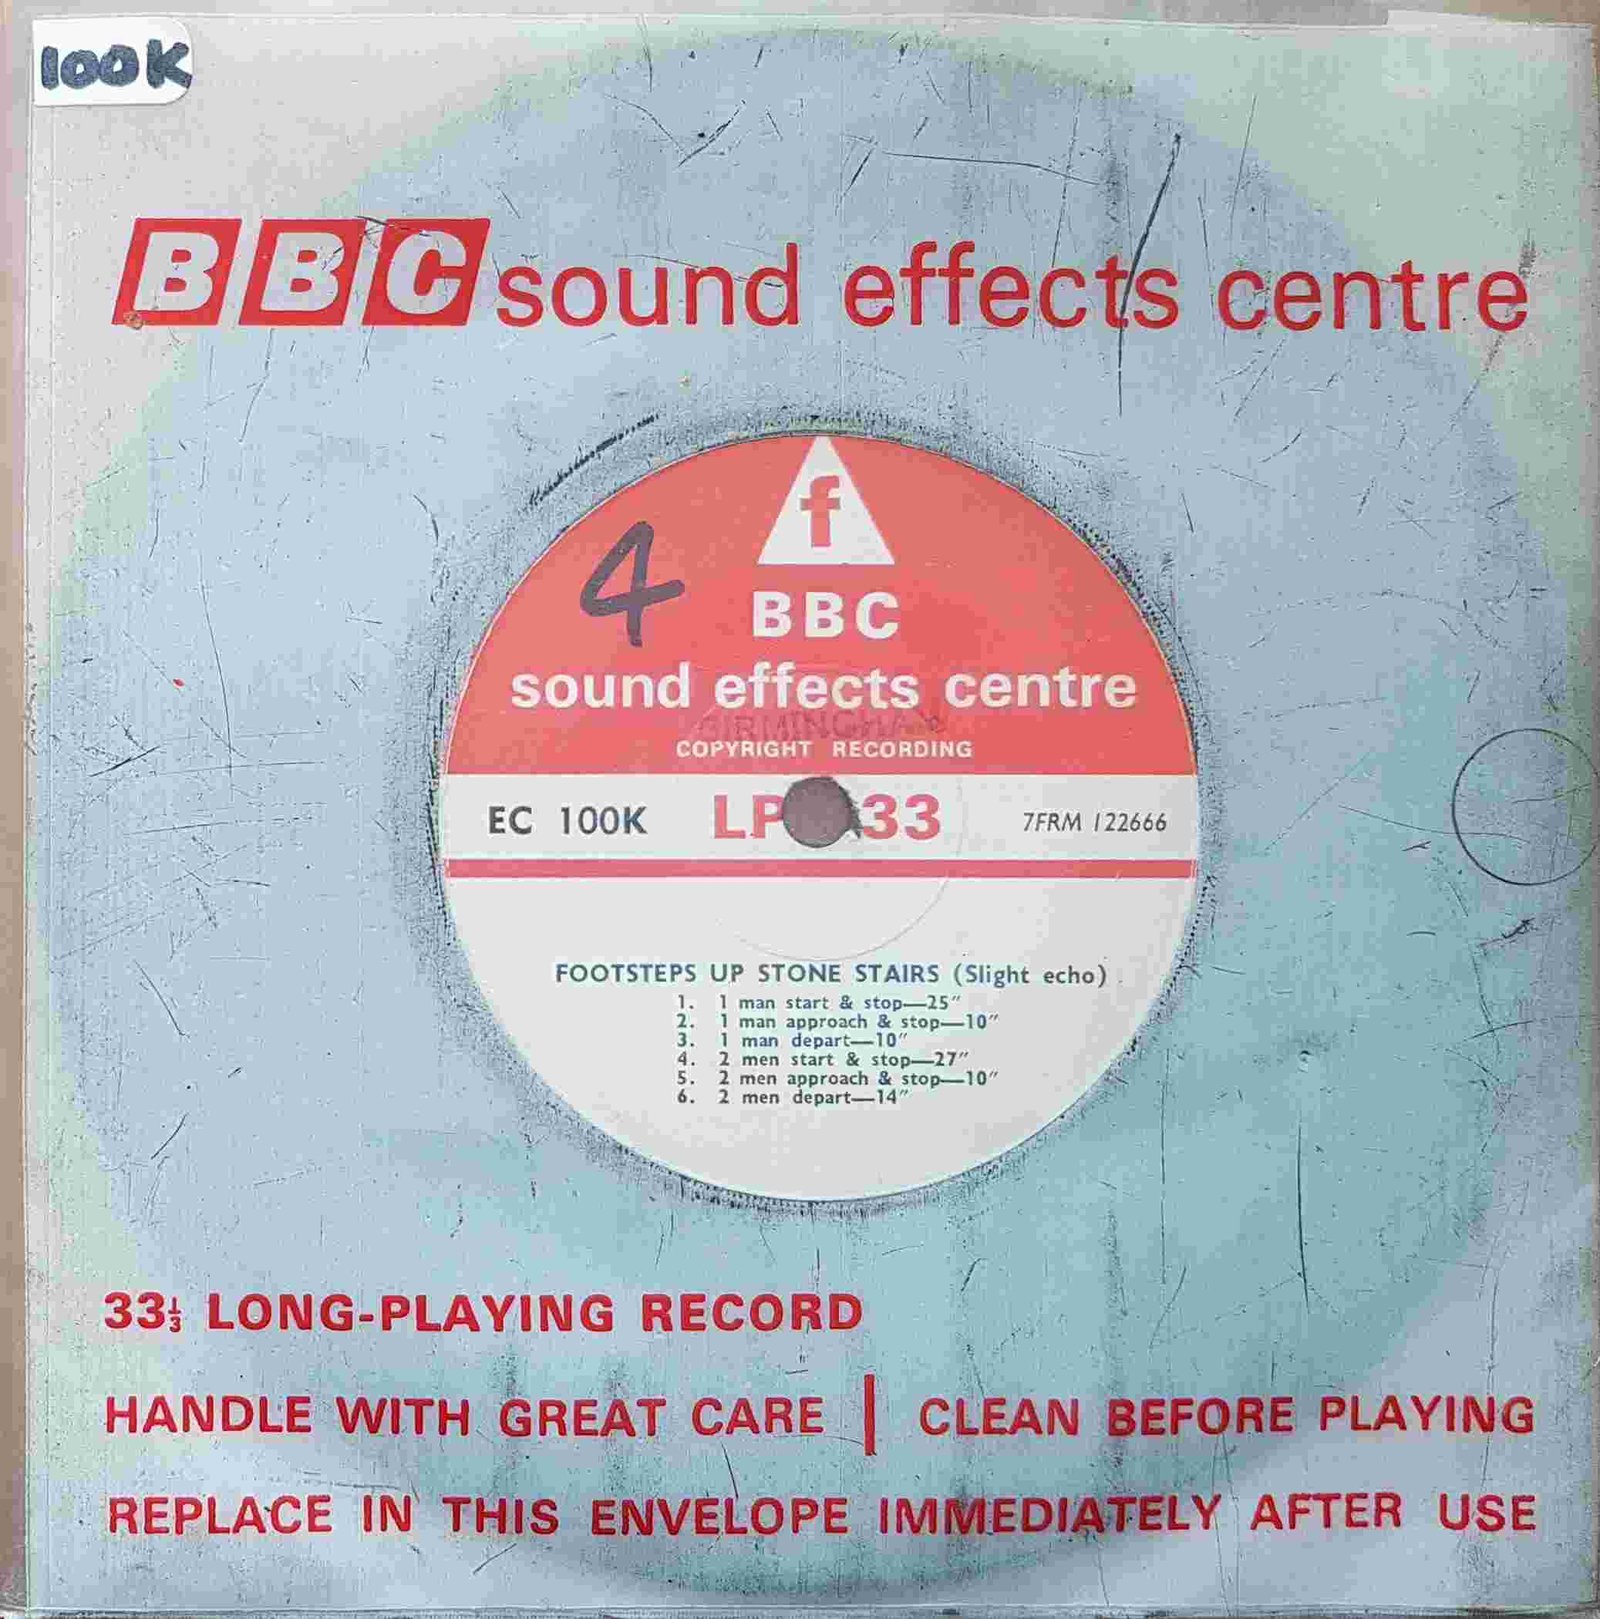 100K
BBC sound effects centre
4
f
BBC
sound effects centre
BIRMINGHAM
COPYRIGHT RECORDING
EC 100K LP 33 7FRM 122666
FOOTSTEPS UP STONE STAIRS (Slight echo)
1. 1 man start & stop—25″
2. 1 man approach & stop—10″
3. 1 man depart—10″
4. 2 men start & stop—27″
5. 2 men approach & stop—10″
6. 2 men depart—14″
33⅓ LONG-PLAYING RECORD
HANDLE WITH GREAT CARE | CLEAN BEFORE PLAYING
REPLACE IN THIS ENVELOPE IMMEDIATELY AFTER USE